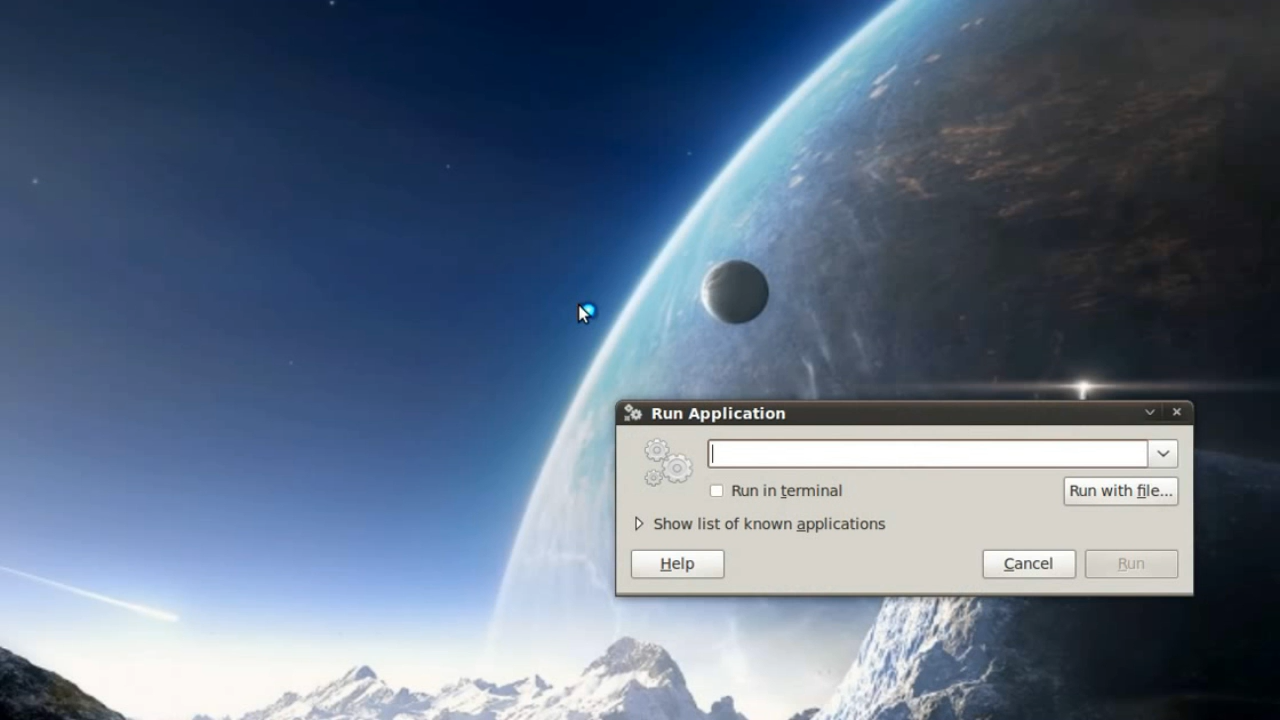 Run Application
Run in terminal
Run with file...
Show list of known applications
Help
Cancel
Run